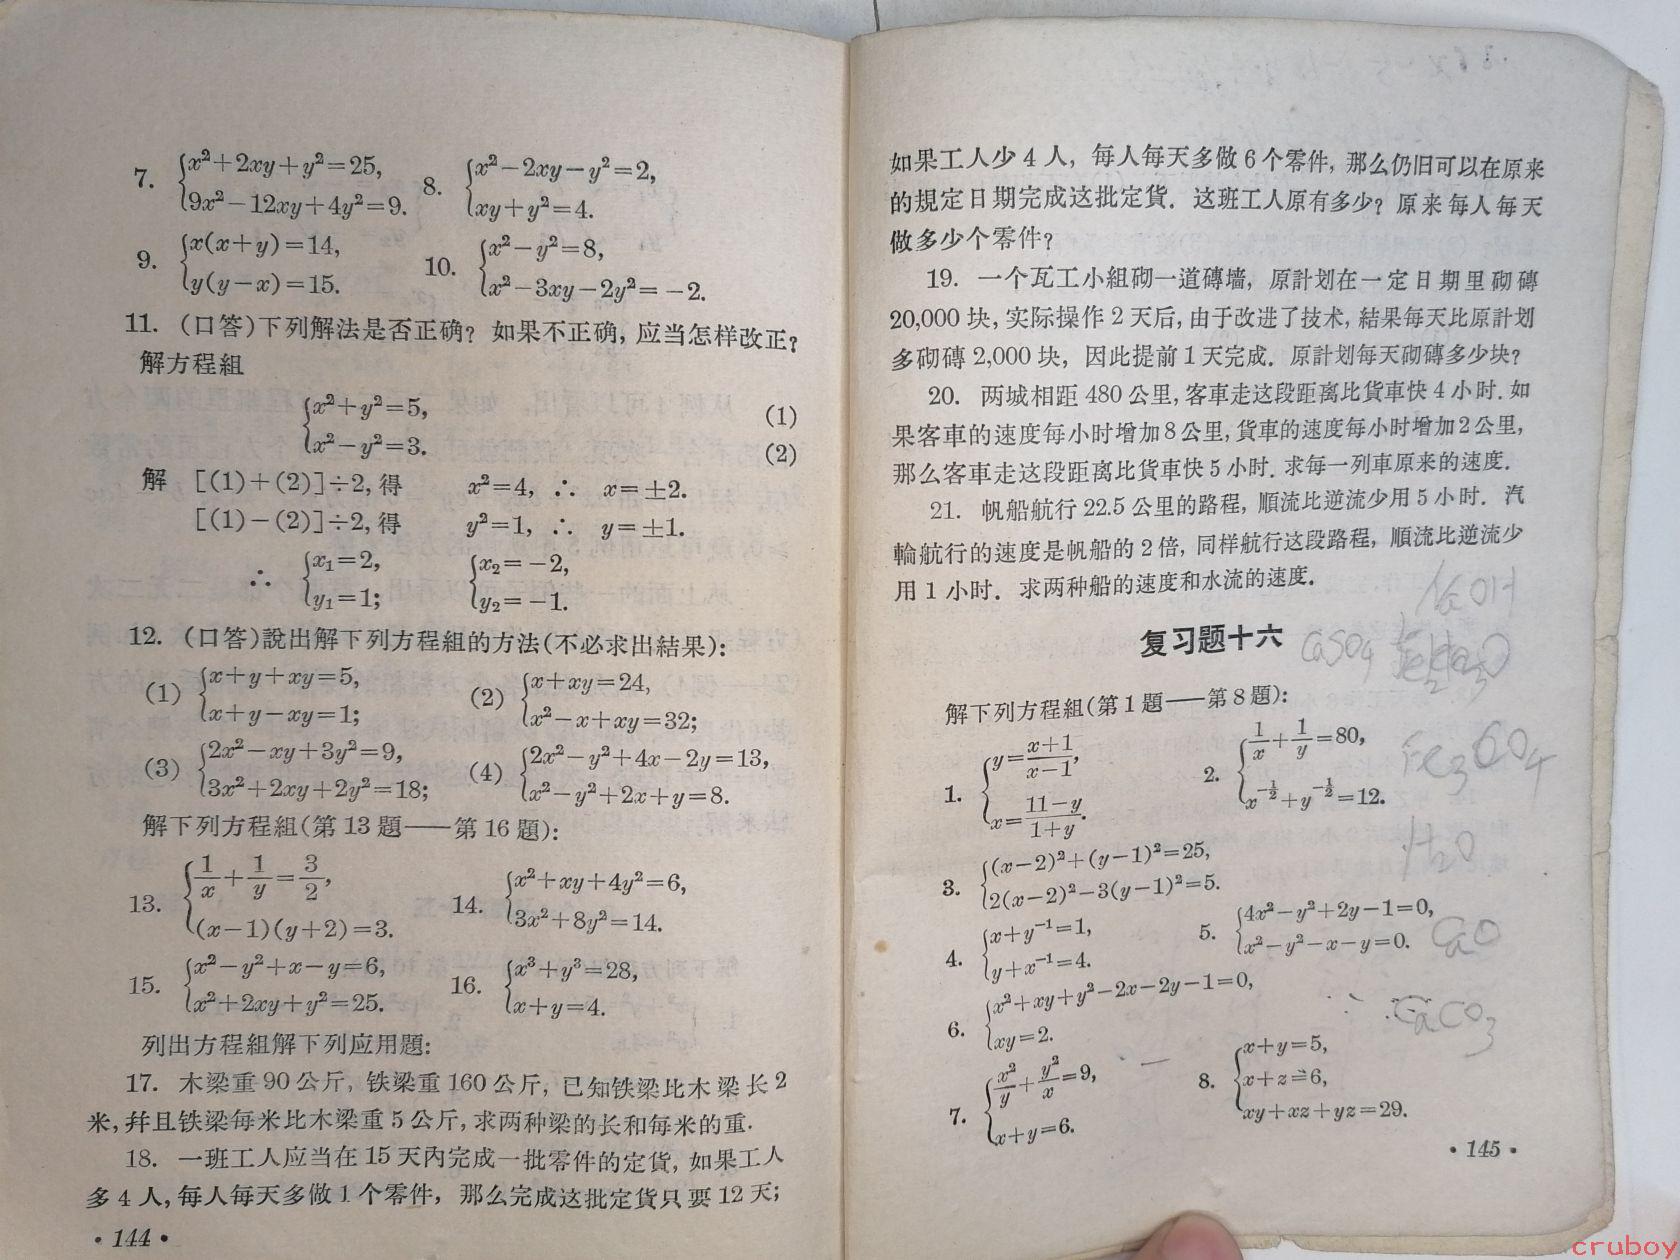 7. {x²+2xy+y²=25, 9x²−12xy+4y²=9. 8. {x²−2xy−y²=2, xy+y²=4.
9. {x(x+y)=14, y(y−x)=15. 10. {x²−y²=8, x²−3xy−2y²=−2.
11. (口答)下列解法是否正确？如果不正确，应当怎样改正？
解方程組
{x²+y²=5, (1)
x²−y²=3. (2)
解 [(1)+(2)]÷2, 得 x²=4, ∴ x=±2.
[(1)−(2)]÷2, 得 y²=1, ∴ y=±1.
∴ {x₁=2, y₁=1; {x₂=−2, y₂=−1.
12. (口答)說出解下列方程組的方法(不必求出結果)：
(1) {x+y+xy=5, x+y−xy=1; (2) {x+xy=24, x²−x+xy=32;
(3) {2x²−xy+3y²=9, 3x²+2xy+2y²=18; (4) {2x²−y²+4x−2y=13, x²−y²+2x+y=8.
解下列方程組(第13題——第16題)：
13. {1/x+1/y=3/2, (x−1)(y+2)=3. 14. {x²+xy+4y²=6, 3x²+8y²=14.
15. {x²−y²+x−y=6, x²+2xy+y²=25. 16. {x³+y³=28, x+y=4.
列出方程組解下列应用題：
17. 木梁重90公斤，铁梁重160公斤，已知铁梁比木梁长2
米，幷且铁梁每米比木梁重5公斤，求两种梁的长和每米的重.
18. 一班工人应当在15天內完成一批零件的定貨，如果工人
多4人，每人每天多做1个零件，那么完成这批定貨只要12天；
·144·
如果工人少4人，每人每天多做6个零件，那么仍旧可以在原来
的規定日期完成这批定貨．这班工人原有多少？原来每人每天
做多少个零件？
19. 一个瓦工小組砌一道磚墙，原計划在一定日期里砌磚
20,000块，实际操作2天后，由于改进了技术，結果每天比原計划
多砌磚2,000块，因此提前1天完成．原計划每天砌磚多少块？
20. 两城相距480公里，客車走这段距离比貨車快4小时．如
果客車的速度每小时增加8公里，貨車的速度每小时增加2公里，
那么客車走这段距离比貨車快5小时．求每一列車原来的速度．
21. 帆船航行22.5公里的路程，順流比逆流少用5小时．汽
輪航行的速度是帆船的2倍，同样航行这段路程，順流比逆流少
用1小时．求两种船的速度和水流的速度．
复习题十六
CaSO4
解下列方程組(第1題——第8題)：
1. {y=(x+1)/(x−1), x=(11−y)/(1+y). 2. {1/x+1/y=80, x^(−1/2)+y^(−1/2)=12.
H2O
3. {(x−2)²+(y−1)²=25, 2(x−2)²−3(y−1)²=5.
4. {x+y⁻¹=1, y+x⁻¹=4. 5. {4x²−y²+2y−1=0, x²−y²−x−y=0.
CaO
6. {x²+xy+y²−2x−2y−1=0, xy=2.
CaCO3
7. {x²/y+y²/x=9, x+y=6. 8. {x+y=5, x+z=6, xy+xz+yz=29.
·145·
cruboy